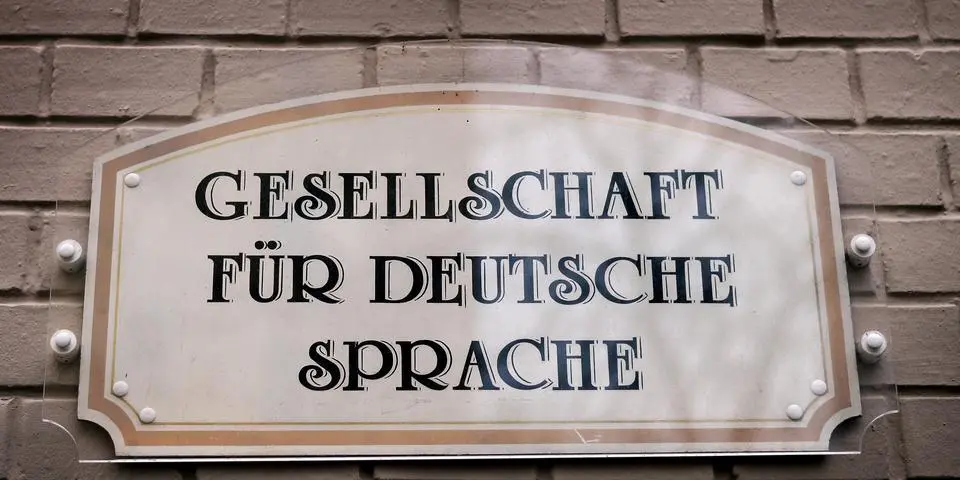 GESELLSCHAFT
FÜR DEUTSCHE
SPRACHE